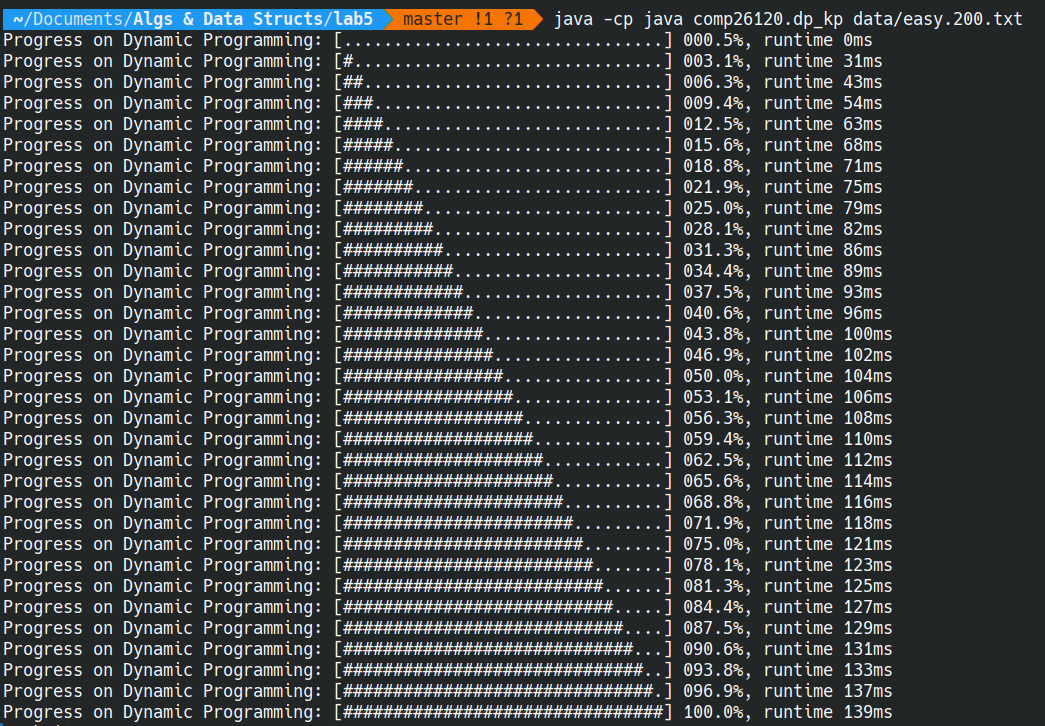 ~/Documents/Algs & Data Structs/lab5 master !1 ?1 java -cp java comp26120.dp_kp data/easy.200.txt
Progress on Dynamic Programming: [................................] 000.5%, runtime 0ms
Progress on Dynamic Programming: [#...............................] 003.1%, runtime 31ms
Progress on Dynamic Programming: [##..............................] 006.3%, runtime 43ms
Progress on Dynamic Programming: [###.............................] 009.4%, runtime 54ms
Progress on Dynamic Programming: [####............................] 012.5%, runtime 63ms
Progress on Dynamic Programming: [#####...........................] 015.6%, runtime 68ms
Progress on Dynamic Programming: [######..........................] 018.8%, runtime 71ms
Progress on Dynamic Programming: [#######.........................] 021.9%, runtime 75ms
Progress on Dynamic Programming: [########........................] 025.0%, runtime 79ms
Progress on Dynamic Programming: [#########.......................] 028.1%, runtime 82ms
Progress on Dynamic Programming: [##########......................] 031.3%, runtime 86ms
Progress on Dynamic Programming: [###########.....................] 034.4%, runtime 89ms
Progress on Dynamic Programming: [############....................] 037.5%, runtime 93ms
Progress on Dynamic Programming: [#############...................] 040.6%, runtime 96ms
Progress on Dynamic Programming: [##############..................] 043.8%, runtime 100ms
Progress on Dynamic Programming: [###############.................] 046.9%, runtime 102ms
Progress on Dynamic Programming: [################................] 050.0%, runtime 104ms
Progress on Dynamic Programming: [#################...............] 053.1%, runtime 106ms
Progress on Dynamic Programming: [##################..............] 056.3%, runtime 108ms
Progress on Dynamic Programming: [###################.............] 059.4%, runtime 110ms
Progress on Dynamic Programming: [####################............] 062.5%, runtime 112ms
Progress on Dynamic Programming: [#####################...........] 065.6%, runtime 114ms
Progress on Dynamic Programming: [######################..........] 068.8%, runtime 116ms
Progress on Dynamic Programming: [#######################.........] 071.9%, runtime 118ms
Progress on Dynamic Programming: [########################........] 075.0%, runtime 121ms
Progress on Dynamic Programming: [#########################.......] 078.1%, runtime 123ms
Progress on Dynamic Programming: [##########################......] 081.3%, runtime 125ms
Progress on Dynamic Programming: [###########################.....] 084.4%, runtime 127ms
Progress on Dynamic Programming: [############################....] 087.5%, runtime 129ms
Progress on Dynamic Programming: [#############################...] 090.6%, runtime 131ms
Progress on Dynamic Programming: [##############################..] 093.8%, runtime 133ms
Progress on Dynamic Programming: [###############################.] 096.9%, runtime 137ms
Progress on Dynamic Programming: [################################] 100.0%, runtime 139ms